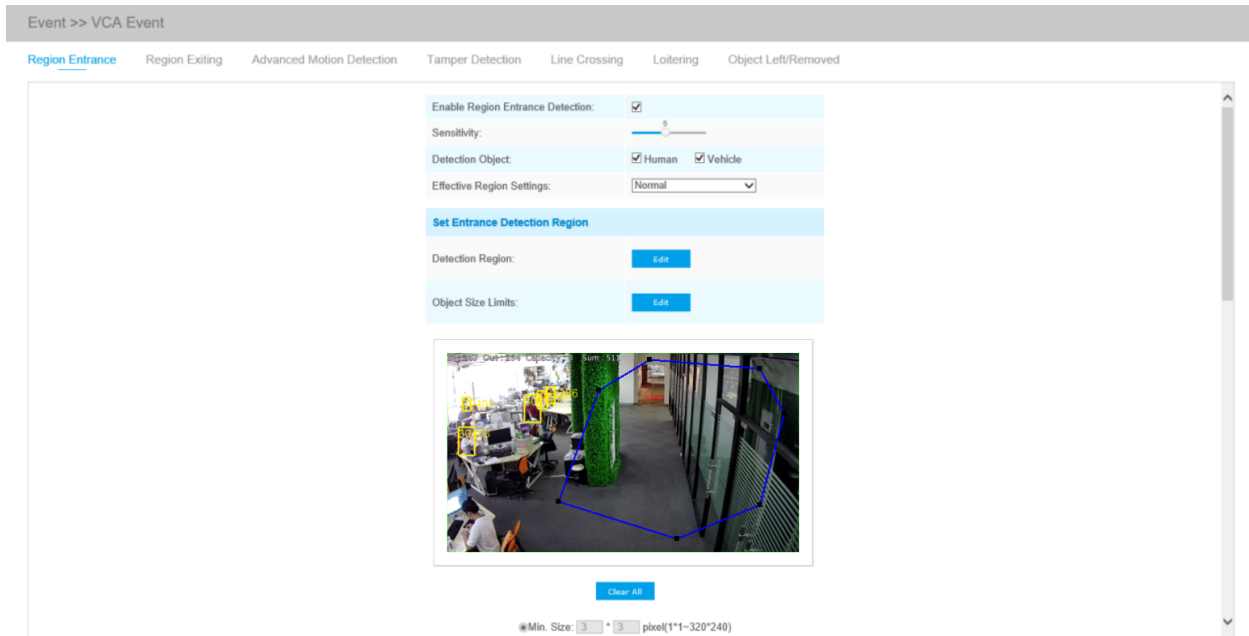 Event >> VCA Event
Region Entrance Region Exiting Advanced Motion Detection Tamper Detection Line Crossing Loitering Object Left/Removed
Enable Region Entrance Detection:
5
Sensitivity:
Detection Object: Human Vehicle
Effective Region Settings: Normal
Set Entrance Detection Region
Detection Region: Edit
Object Size Limits: Edit
Sum 517
Clear All
Min. Size: 3 * 3 pixel(1*1~320*240)